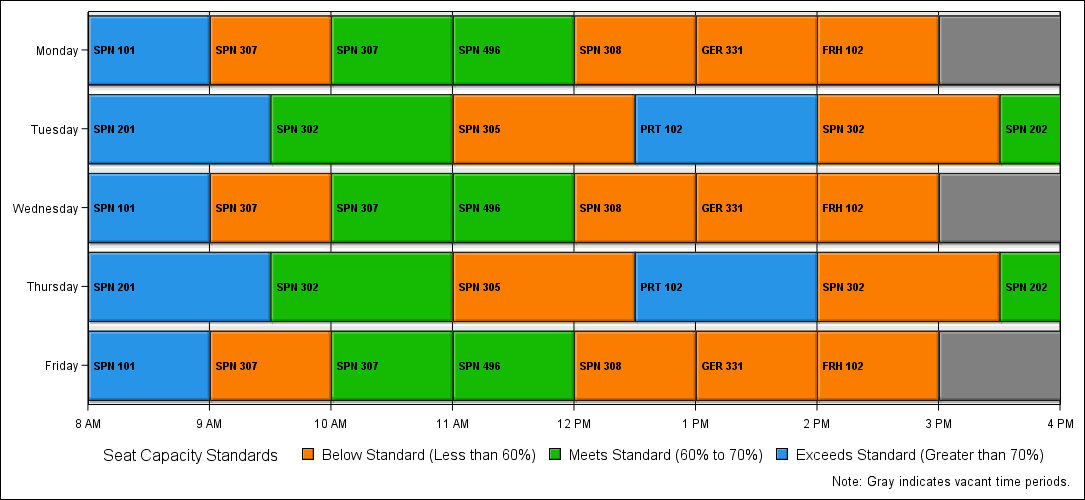 Monday SPN 101 SPN 307 SPN 307 SPN 496 SPN 308 GER 331 FRH 102
Tuesday SPN 201 SPN 302 SPN 305 PRT 102 SPN 302 SPN 202
Wednesday SPN 101 SPN 307 SPN 307 SPN 496 SPN 308 GER 331 FRH 102
Thursday SPN 201 SPN 302 SPN 305 PRT 102 SPN 302 SPN 202
Friday SPN 101 SPN 307 SPN 307 SPN 496 SPN 308 GER 331 FRH 102
8 AM 9 AM 10 AM 11 AM 12 PM 1 PM 2 PM 3 PM 4 PM
Seat Capacity Standards Below Standard (Less than 60%) Meets Standard (60% to 70%) Exceeds Standard (Greater than 70%)
Note: Gray indicates vacant time periods.